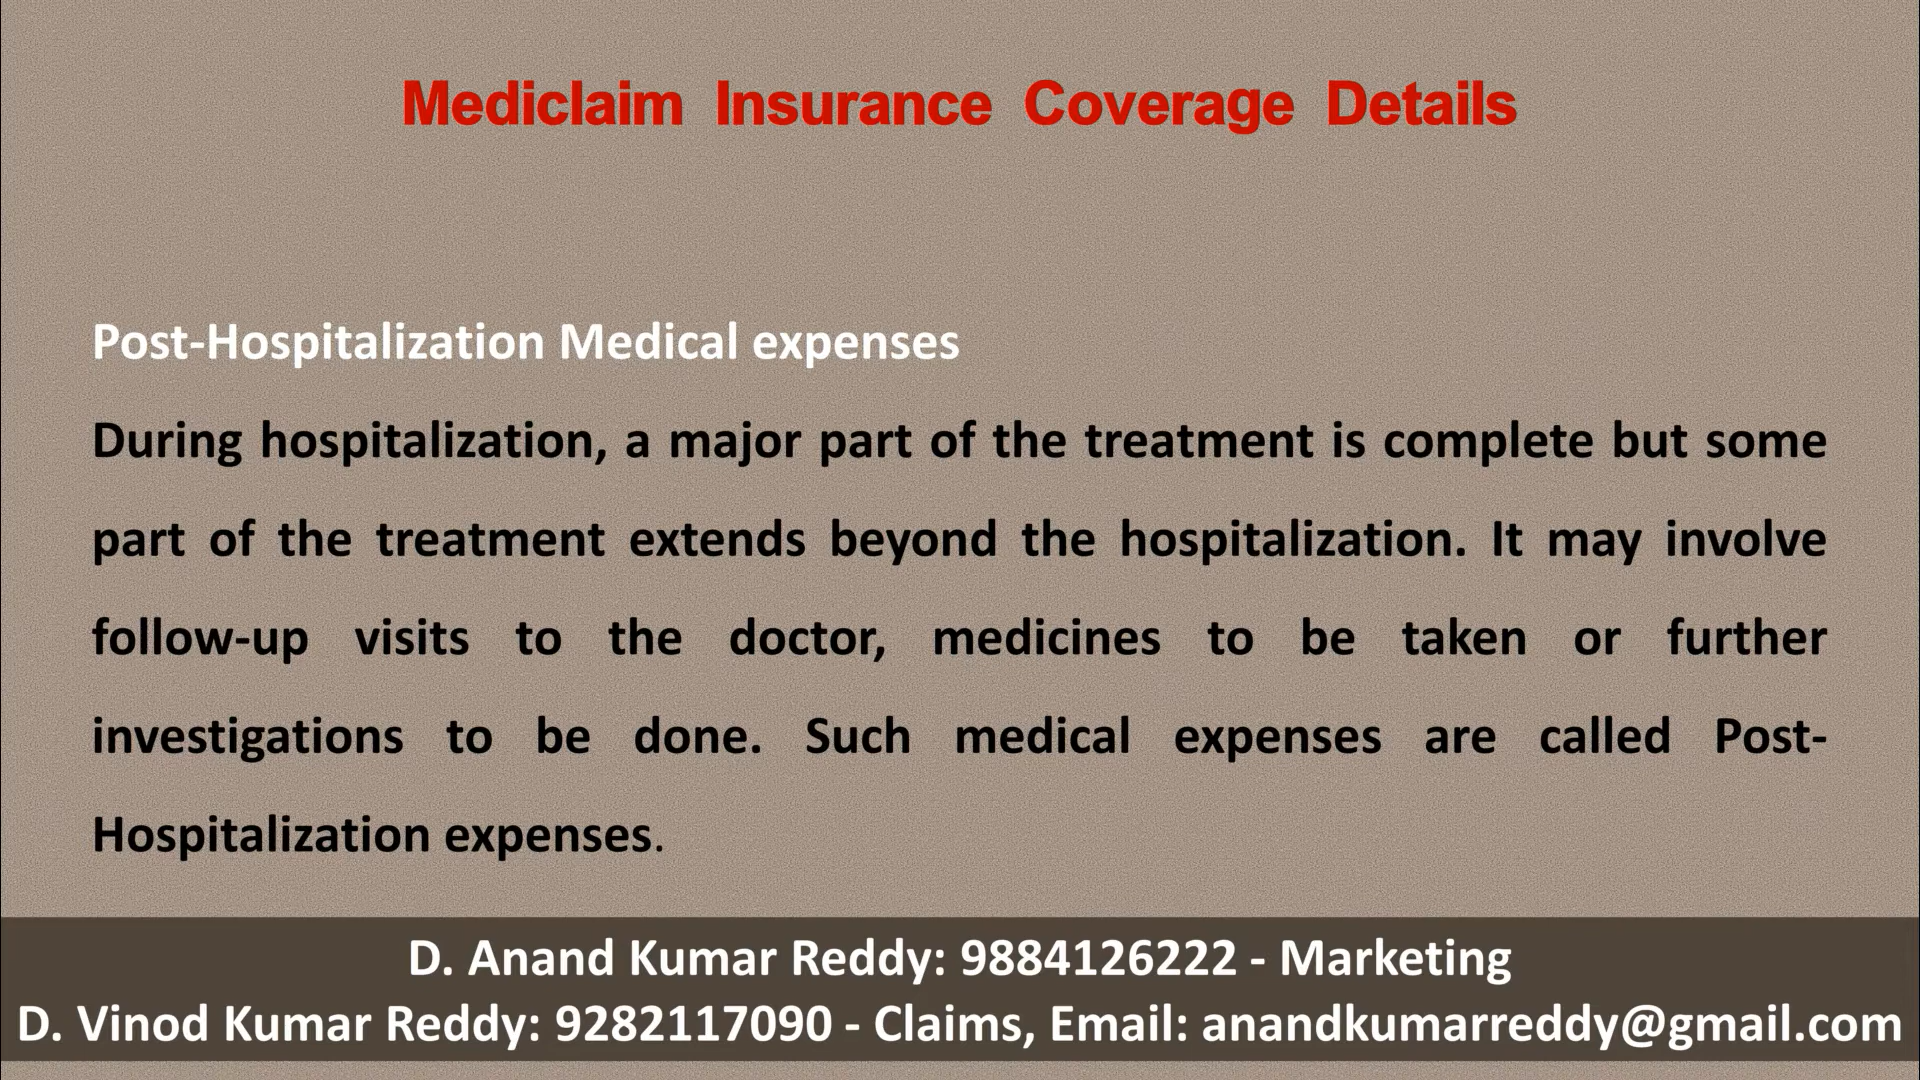 Mediclaim Insurance Coverage Details
Post-Hospitalization Medical expenses
During hospitalization, a major part of the treatment is complete but some
part of the treatment extends beyond the hospitalization. It may involve
follow-up visits to the doctor, medicines to be taken or further
investigations to be done. Such medical expenses are called Post-
Hospitalization expenses.
D. Anand Kumar Reddy: 9884126222 - Marketing
D. Vinod Kumar Reddy: 9282117090 - Claims, Email: anandkumarreddy@gmail.com